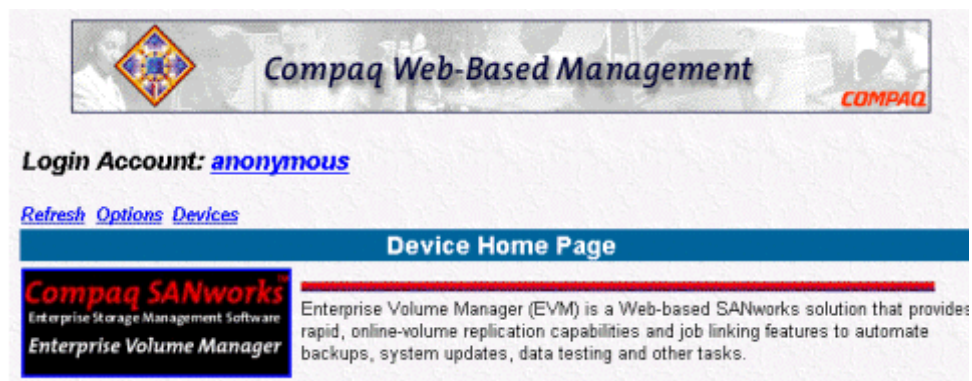 Compaq Web-Based Management
COMPAQ
Login Account: anonymous
Refresh Options Devices
Device Home Page
Compaq SANworks™
Enterprise Storage Management Software
Enterprise Volume Manager
Enterprise Volume Manager (EVM) is a Web-based SANworks solution that provides
rapid, online-volume replication capabilities and job linking features to automate
backups, system updates, data testing and other tasks.